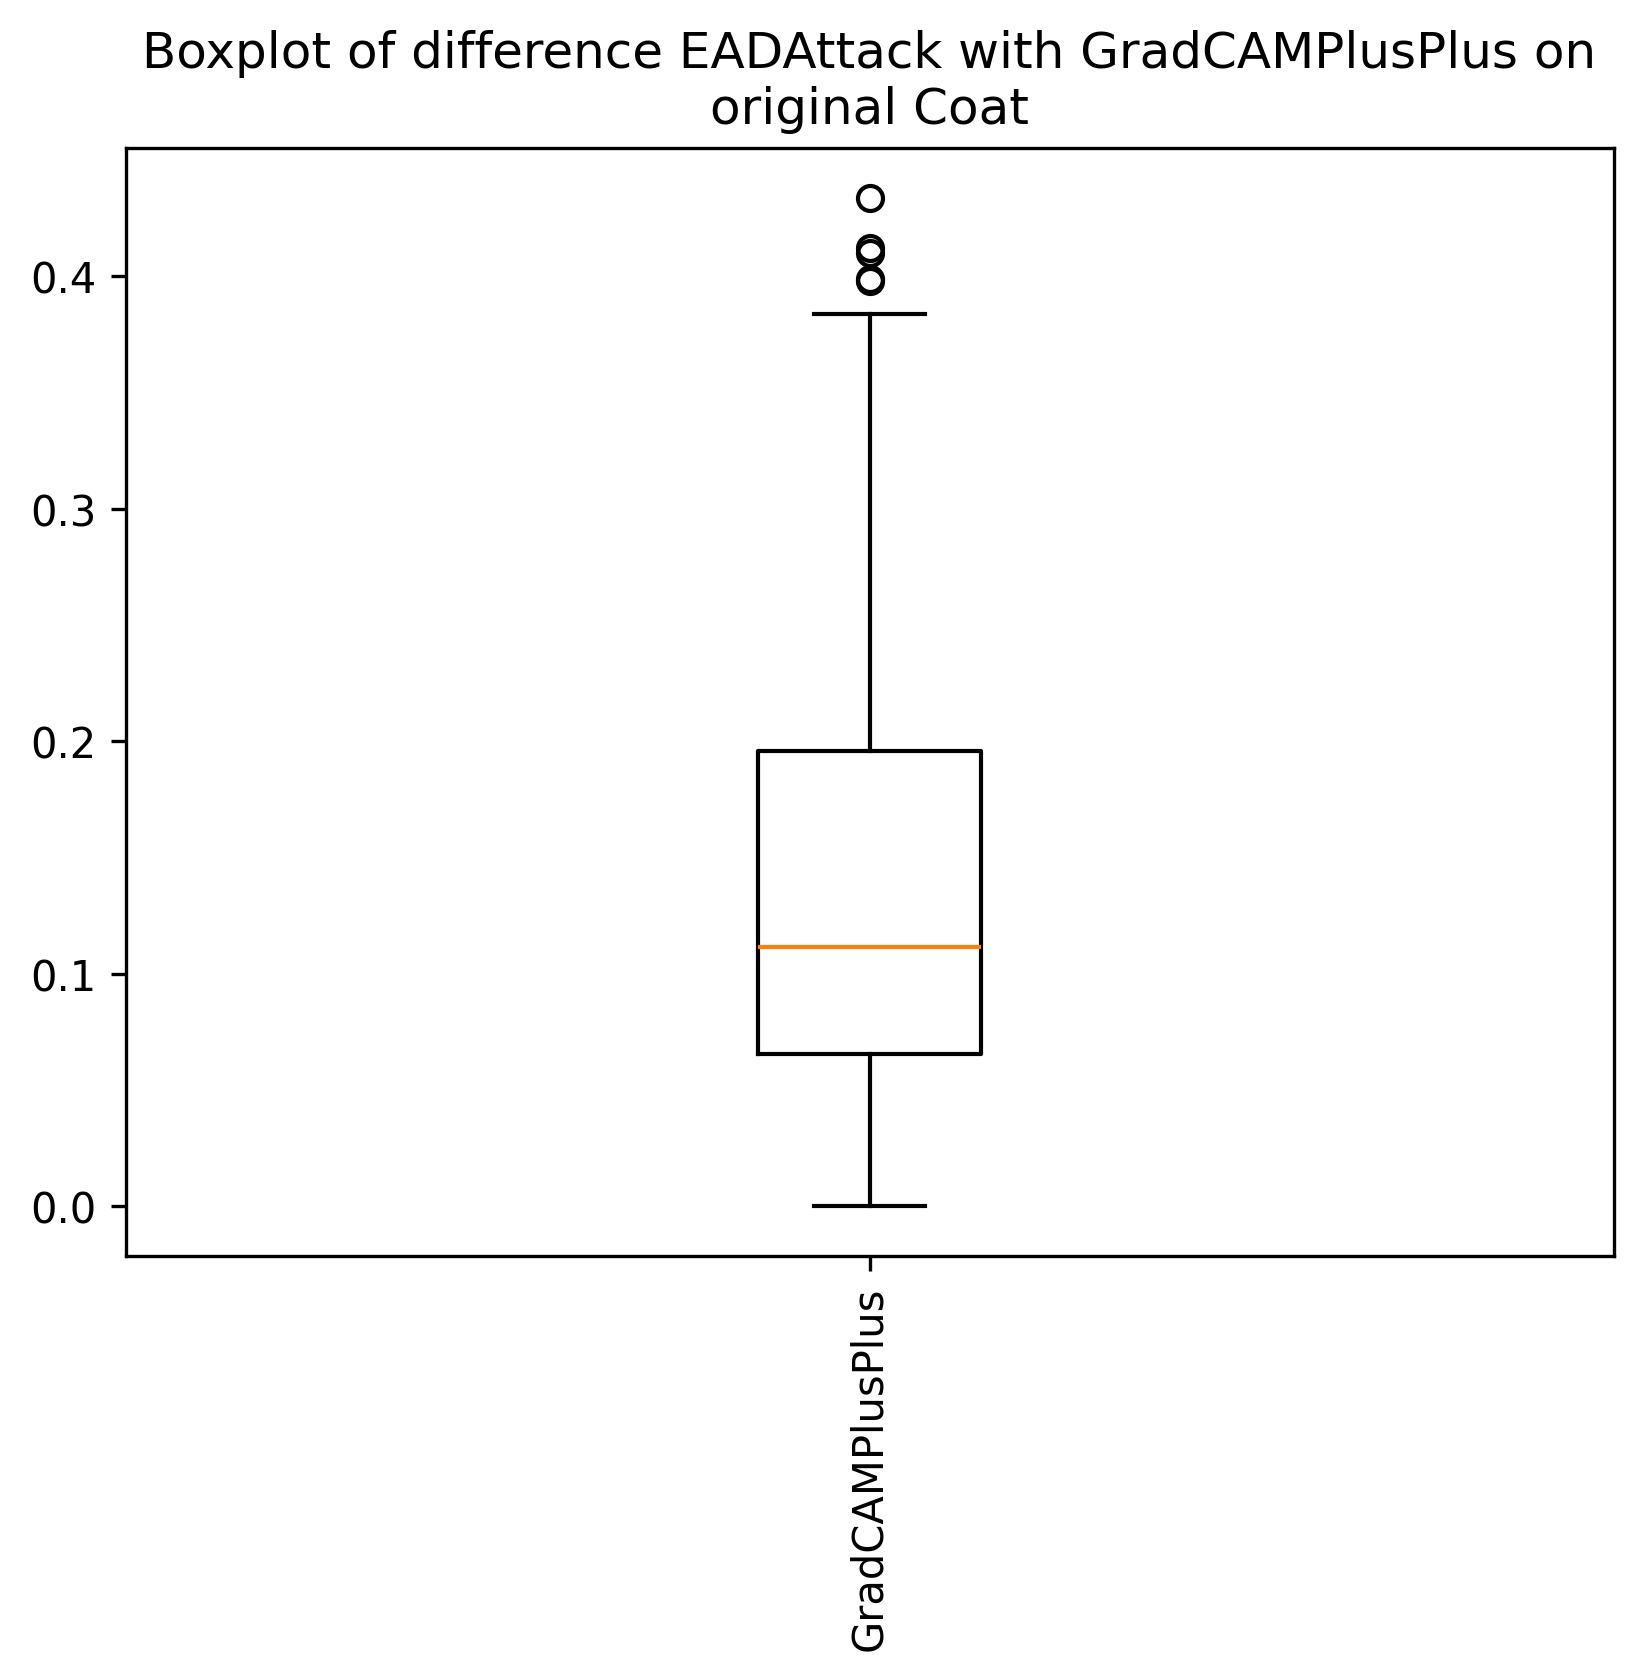 Boxplot of difference EADAttack with GradCAMPlusPlus on
original Coat
0.4
0.3
0.2
0.1
0.0
GradCAMPlusPlus